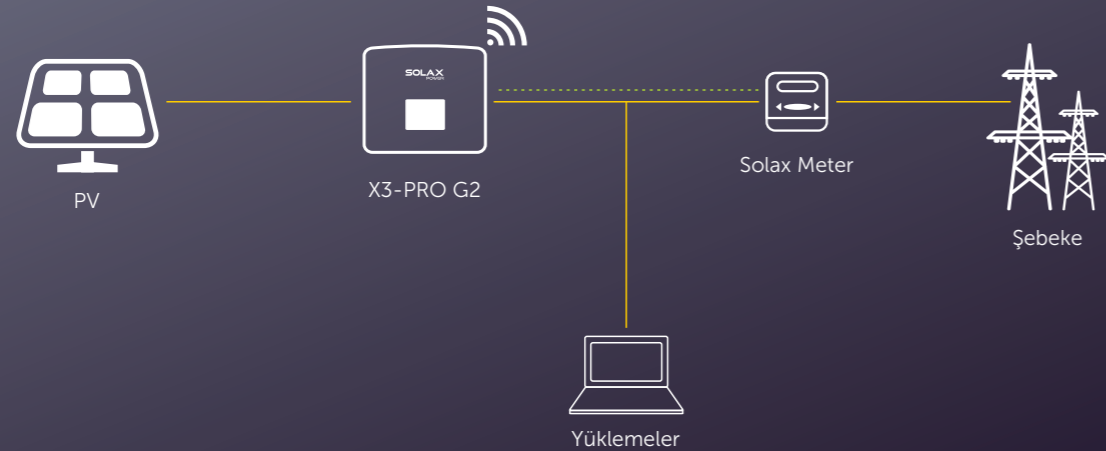 SOLAX
POWER
PV
X3-PRO G2
Solax Meter
Şebeke
Yüklemeler